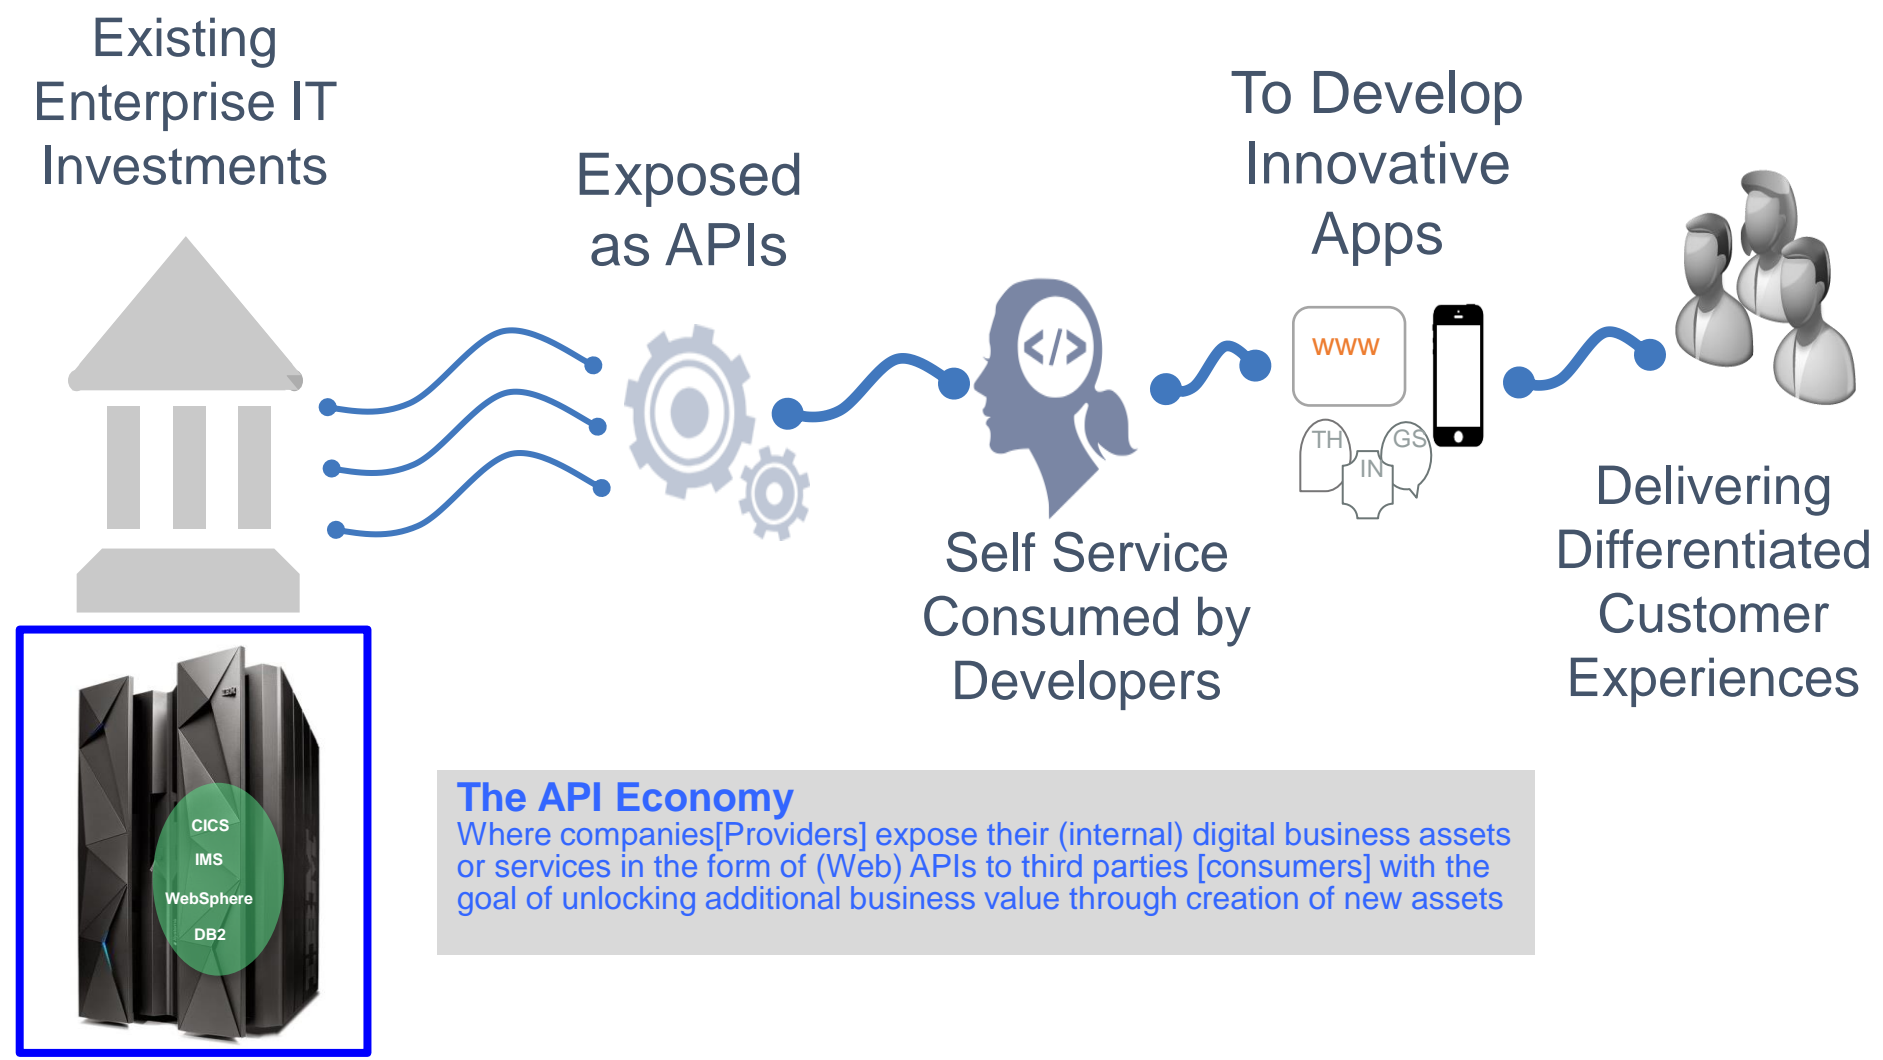 Existing
Enterprise IT
Investments
Exposed
as APIs
To Develop
Innovative
Apps
</>
www
TH
IN
GS
Self Service
Consumed by
Developers
Delivering
Differentiated
Customer
Experiences
IBM
CICS
IMS
WebSphere
DB2
The API Economy
Where companies[Providers] expose their (internal) digital business assets
or services in the form of (Web) APIs to third parties [consumers] with the
goal of unlocking additional business value through creation of new assets